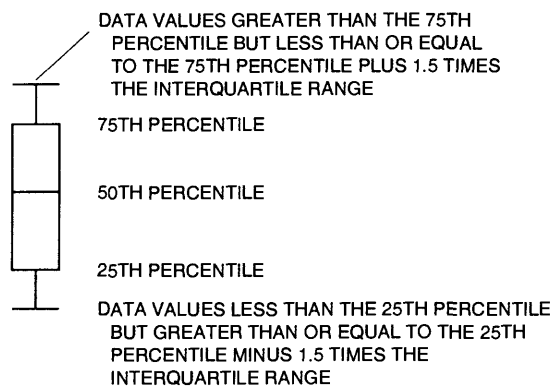 DATA VALUES GREATER THAN THE 75TH
PERCENTILE BUT LESS THAN OR EQUAL
TO THE 75TH PERCENTILE PLUS 1.5 TIMES
THE INTERQUARTILE RANGE
75TH PERCENTILE
50TH PERCENTILE
25TH PERCENTILE
DATA VALUES LESS THAN THE 25TH PERCENTILE
BUT GREATER THAN OR EQUAL TO THE 25TH
PERCENTILE MINUS 1.5 TIMES THE
INTERQUARTILE RANGE